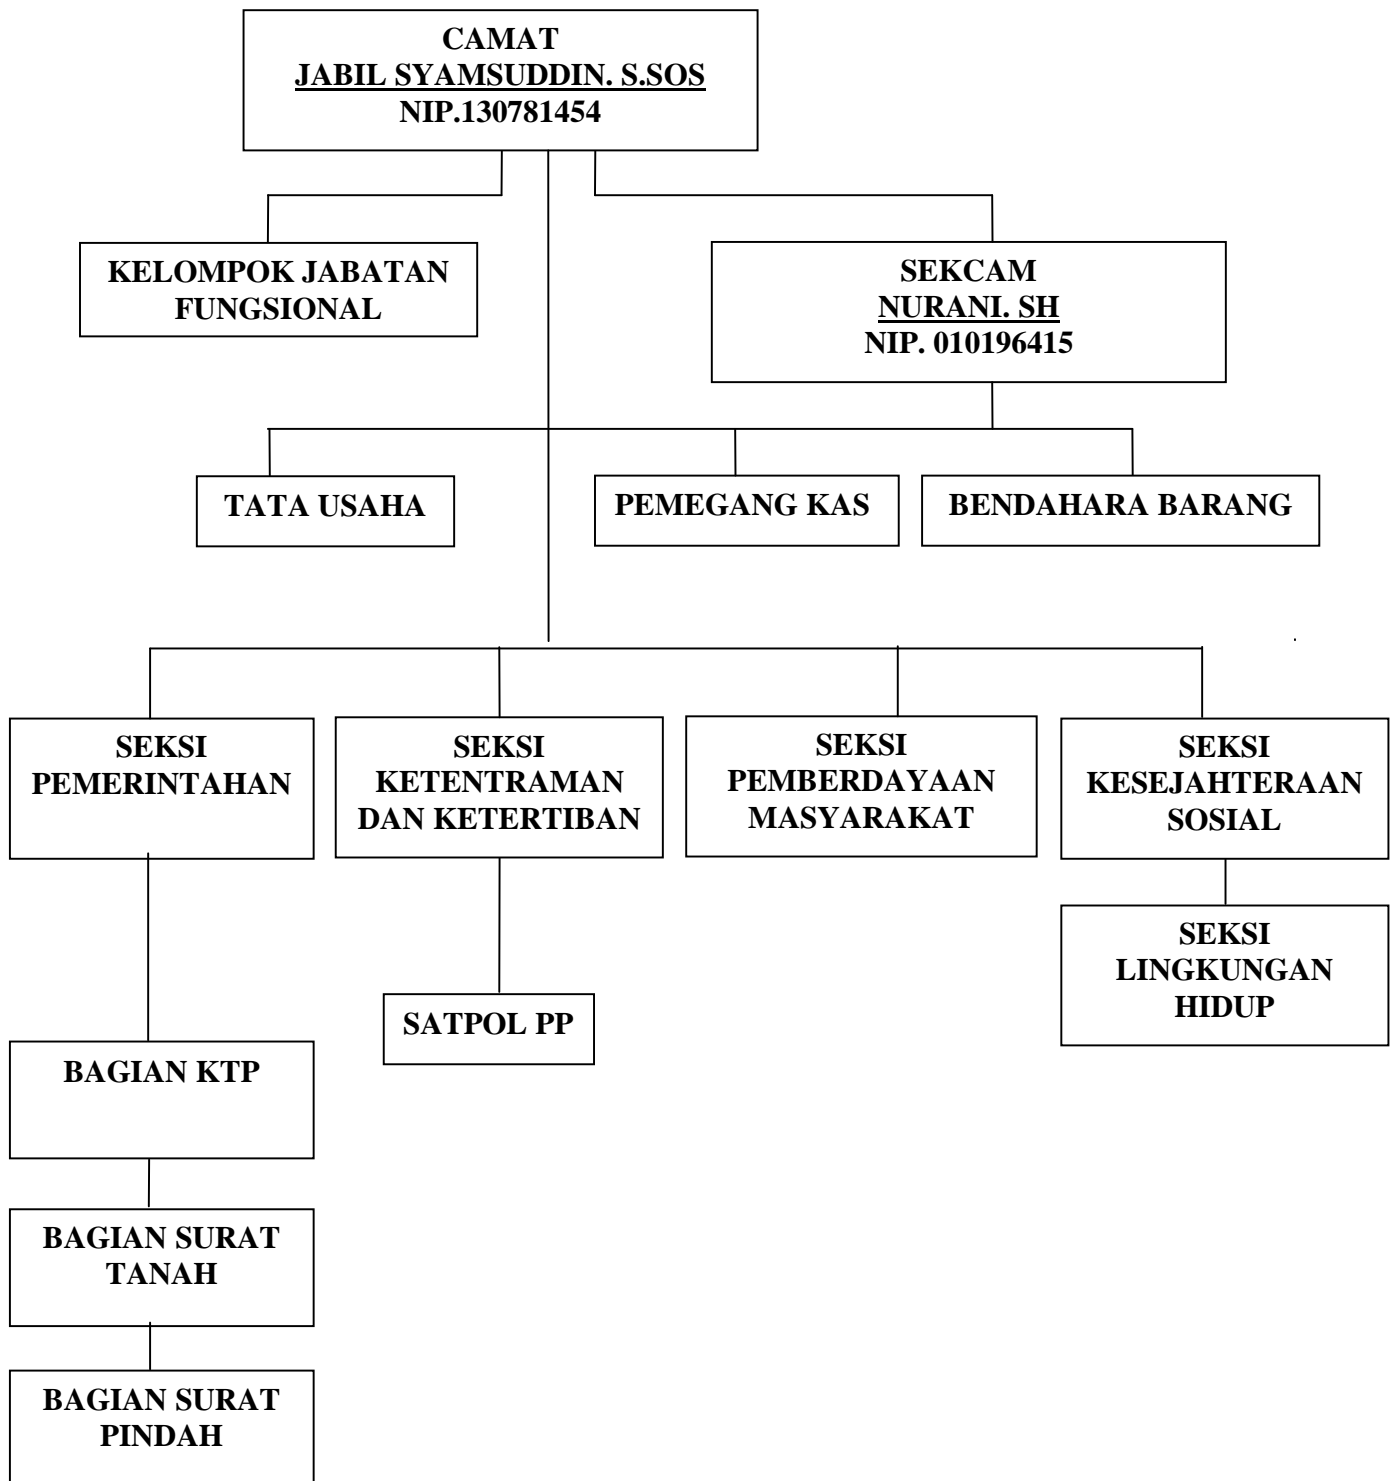 CAMAT
JABIL SYAMSUDDIN. S.SOS
NIP.130781454
KELOMPOK JABATAN
FUNGSIONAL
SEKCAM
NURANI. SH
NIP. 010196415
TATA USAHA
PEMEGANG KAS
BENDAHARA BARANG
SEKSI
PEMERINTAHAN
SEKSI
KETENTRAMAN
DAN KETERTIBAN
SEKSI
PEMBERDAYAAN
MASYARAKAT
SEKSI
KESEJAHTERAAN
SOSIAL
SEKSI
LINGKUNGAN
HIDUP
SATPOL PP
BAGIAN KTP
BAGIAN SURAT
TANAH
BAGIAN SURAT
PINDAH